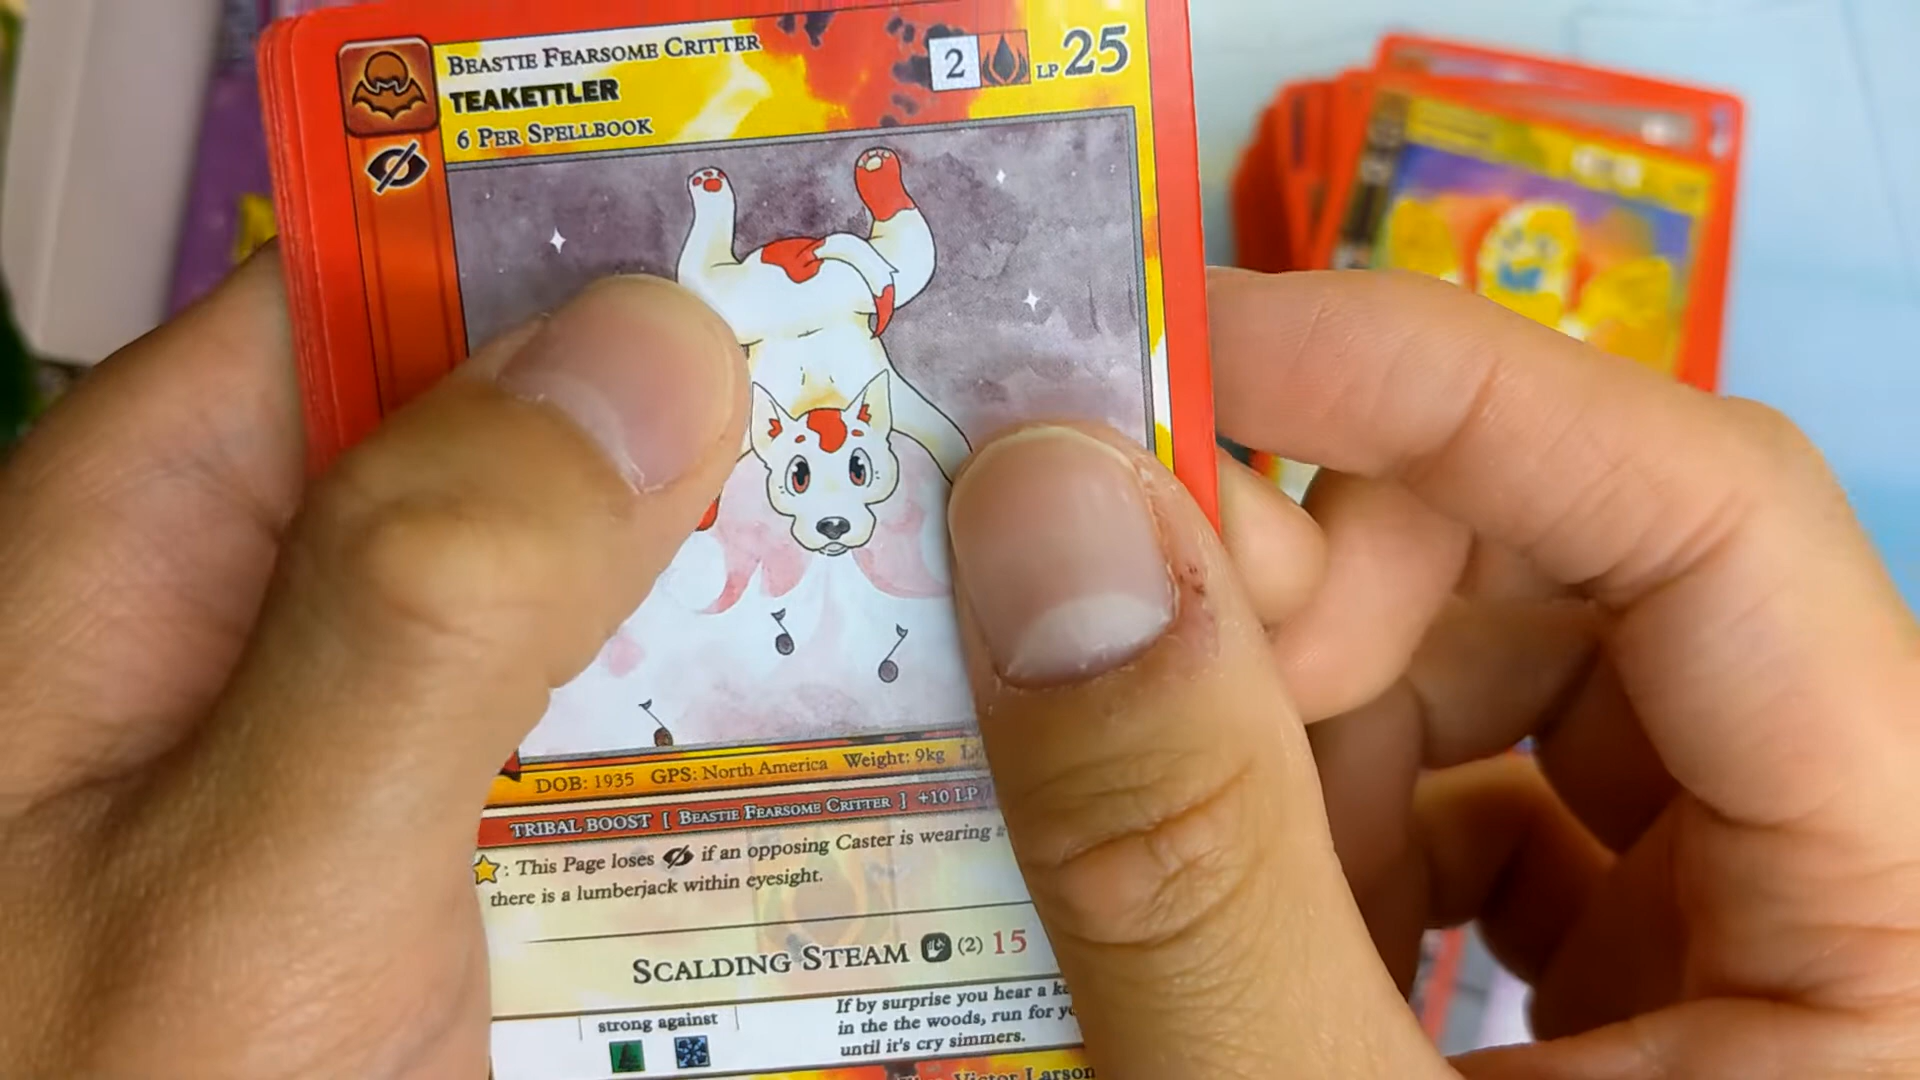 BEASTIE FEARSOME CRITTER
TEAKETTLER
6 PER SPELLBOOK
2 LP 25
DOB: 1935 GPS: North America Weight: 9kg
TRIBAL BOOST [ BEASTIE FEARSOME CRITTER ] +10 LP
: This Page loses if an opposing Caster is wearing
there is a lumberjack within eyesight.
SCALDING STEAM (2) 15
strong against
If by surprise you hear a
in the the woods, run for
until it's cry simmers.
Victor Larson